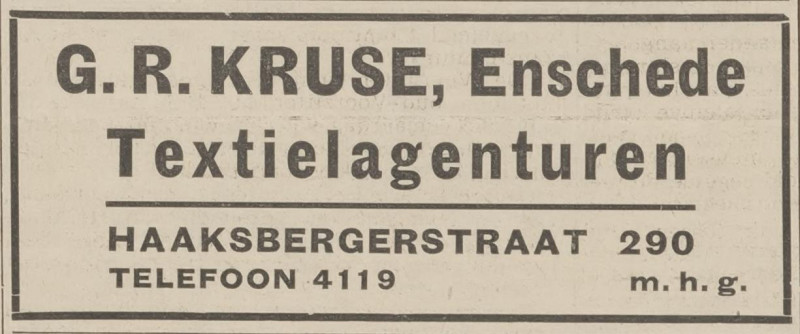 G. R. KRUSE, Enschede
Textielagenturen
HAAKSBERGERSTRAAT 290
TELEFOON 4119 m. h. g.